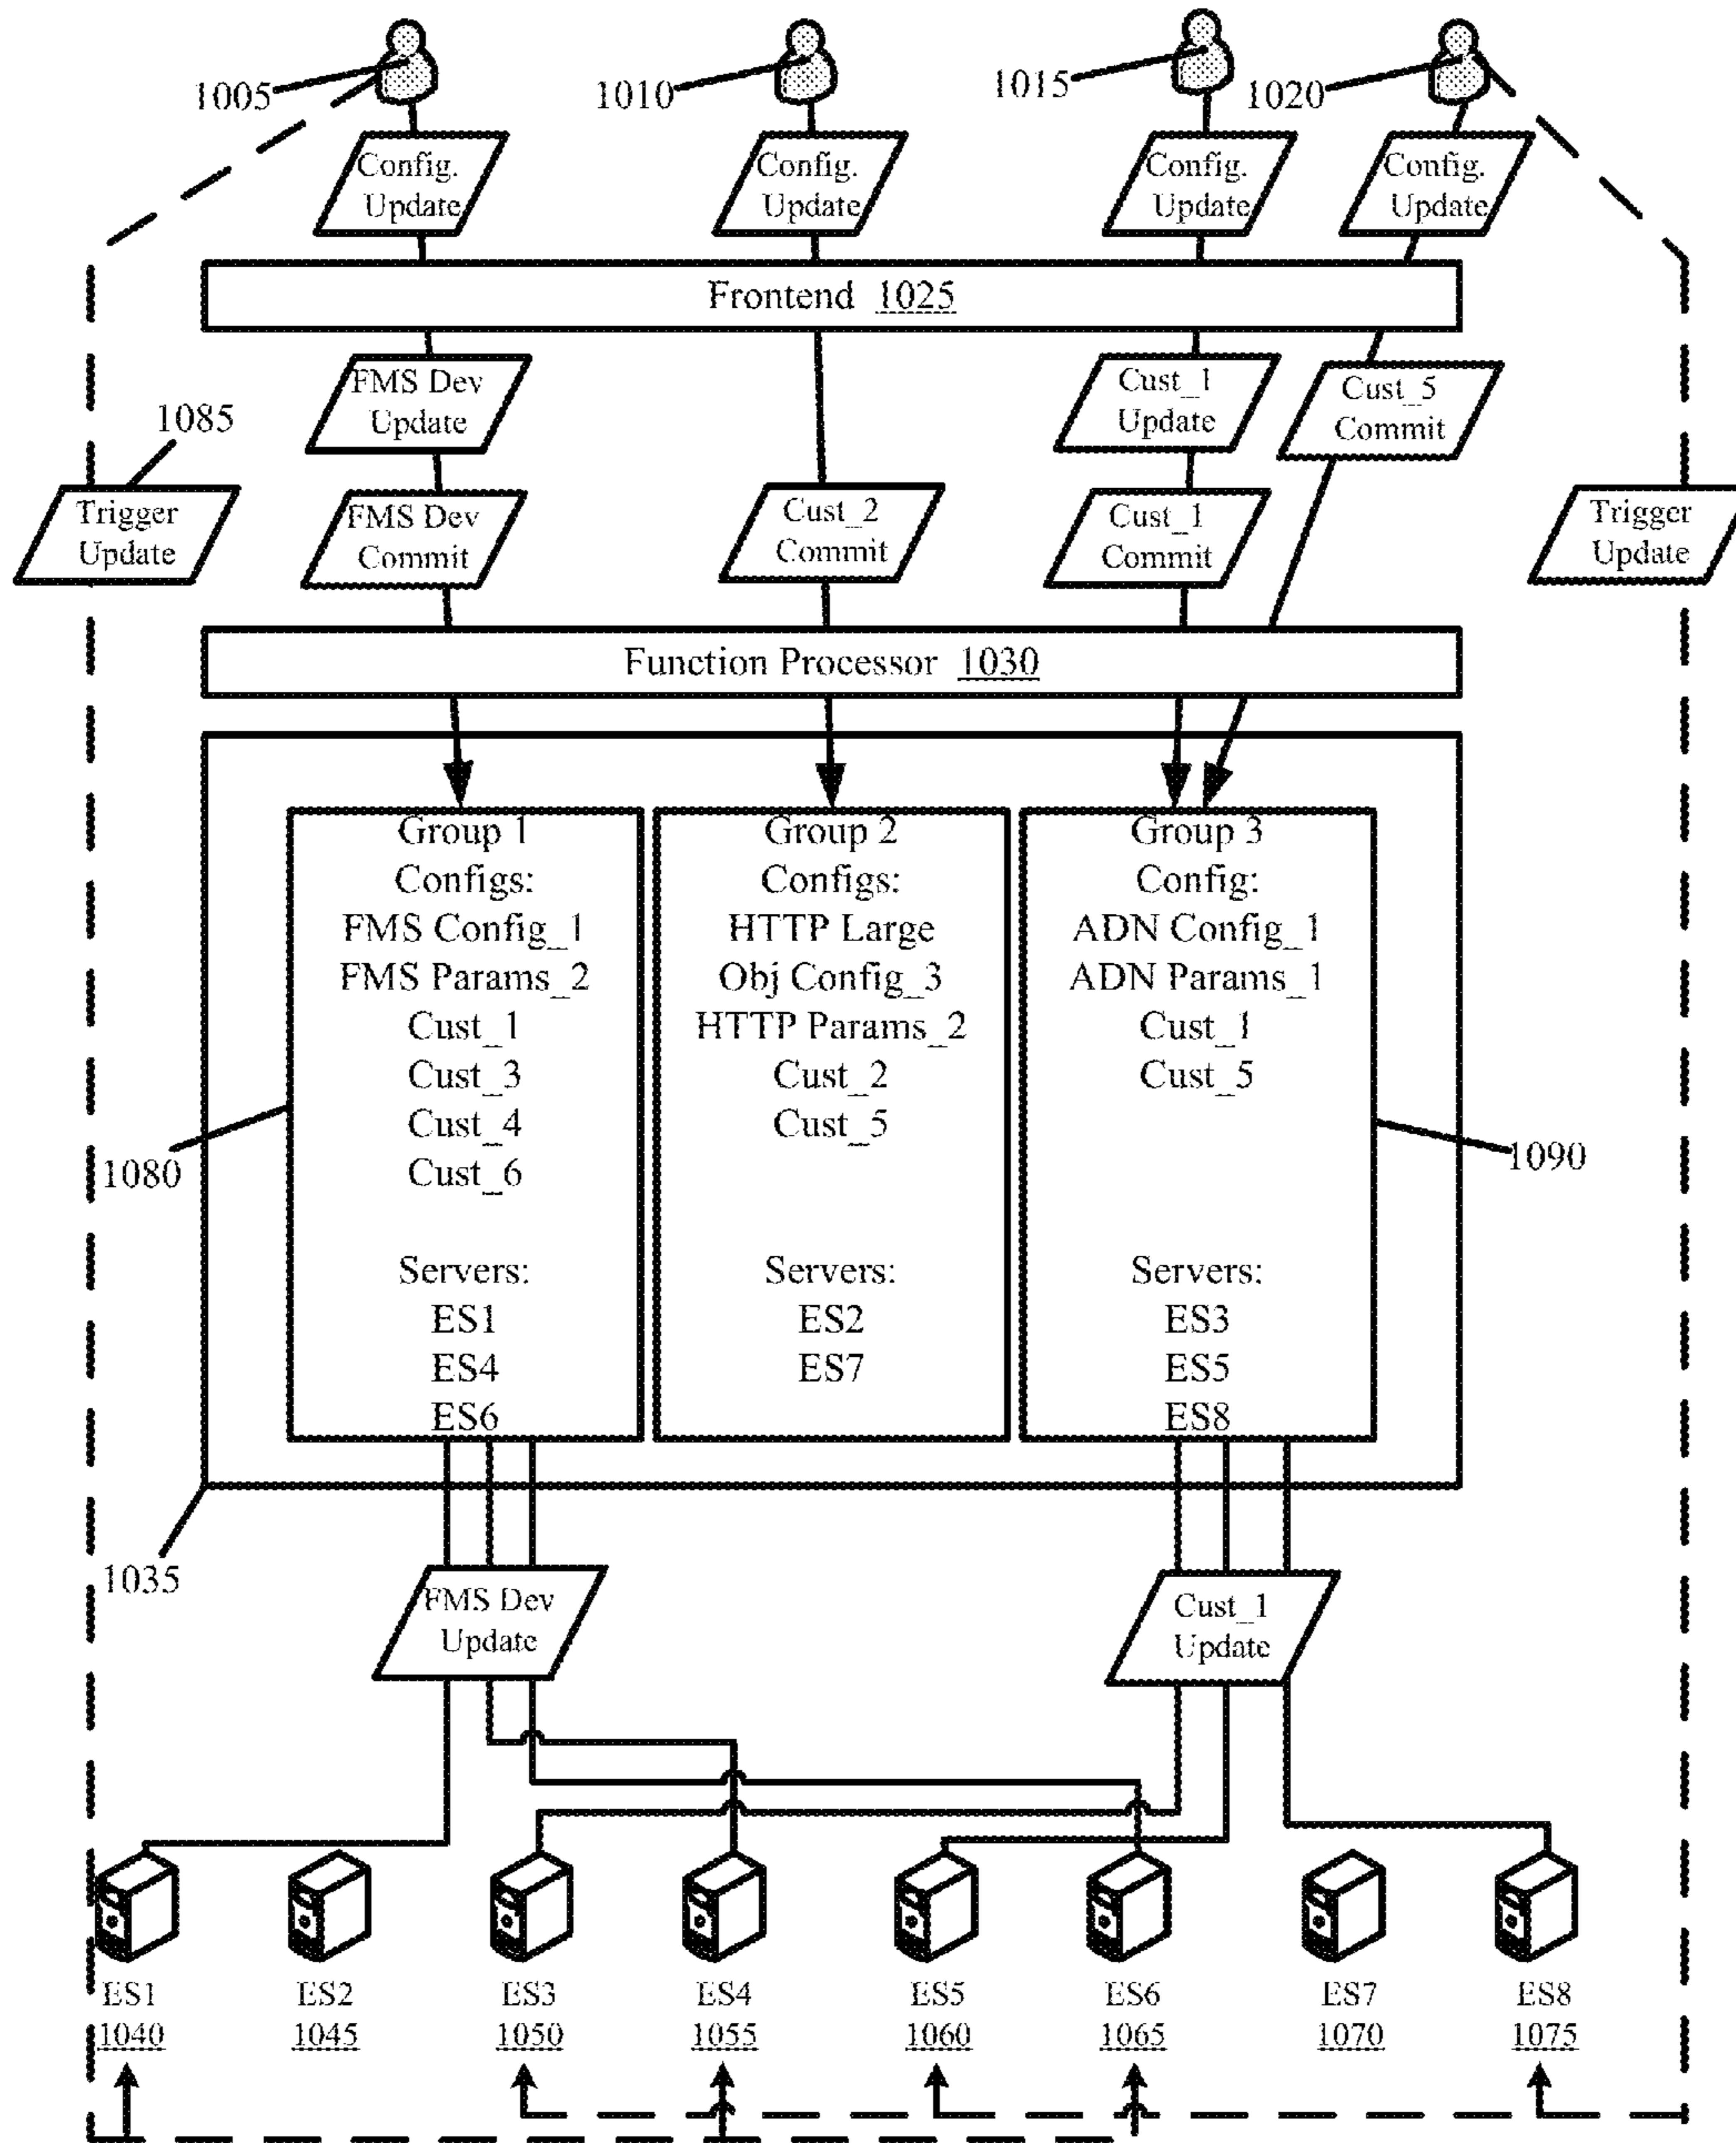 1005
1010
1015
1020
Config.
Update
Config.
Update
Config.
Update
Config.
Update
Frontend 1025
FMS Dev
Update
Cust_1
Update
Cust_5
Commit
1085
Trigger
Update
FMS Dev
Commit
Cust_2
Commit
Cust_1
Commit
Trigger
Update
Function Processor 1030
Group 1
Configs:
FMS Config_1
FMS Params_2
Cust_1
Cust_3
Cust_4
Cust_6
Servers:
ES1
ES4
ES6
Group 2
Configs:
HTTP Large
Obj Config_3
HTTP Params_2
Cust_2
Cust_5
Servers:
ES2
ES7
Group 3
Config:
ADN Config_1
ADN Params_1
Cust_1
Cust_5
Servers:
ES3
ES5
ES8
1080
1090
1035
FMS Dev
Update
Cust_1
Update
ES1
1040
ES2
1045
ES3
1050
ES4
1055
ES5
1060
ES6
1065
ES7
1070
ES8
1075